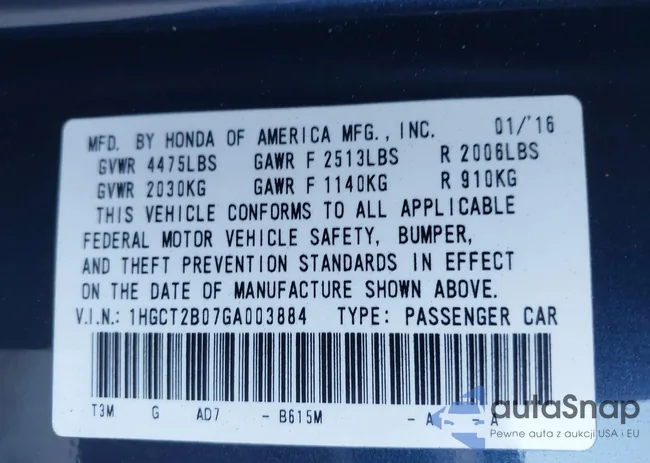 MFD. BY HONDA OF AMERICA MFG., INC. 01/'16
GVWR 4475LBS GAWR F 2513LBS R 2006LBS
GVWR 2030KG GAWR F 1140KG R 910KG
THIS VEHICLE CONFORMS TO ALL APPLICABLE
FEDERAL MOTOR VEHICLE SAFETY, BUMPER,
AND THEFT PREVENTION STANDARDS IN EFFECT
ON THE DATE OF MANUFACTURE SHOWN ABOVE.
V.I.N.: 1HGCT2B07GA003884 TYPE: PASSENGER CAR
T3M G AD7 - B615M - A A
autaSnap
Pewne auta z aukcji USA i EU